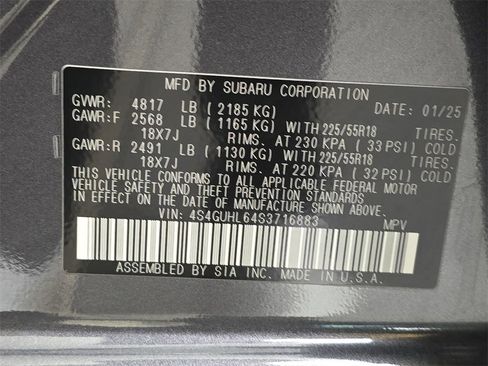 MFD BY SUBARU CORPORATION
GVWR: 4817 LB ( 2185 KG) DATE: 01/25
GAWR:F 2568 LB ( 1165 KG) WITH 225/55R18 TIRES.
18X7J RIMS. AT 230 KPA ( 33 PSI) COLD
GAWR:R 2491 LB ( 1130 KG) WITH 225/55R18 TIRES.
18X7J RIMS. AT 220 KPA ( 32 PSI) COLD
THIS VEHICLE CONFORMS TO ALL APPLICABLE FEDERAL MOTOR
VEHICLE SAFETY AND THEFT PREVENTION STANDARDS
IN EFFECT ON THE DATE OF MANUFACTURE SHOWN ABOVE.
VIN: 4S4GUHL64S3716883 MPV
ASSEMBLED BY SIA INC. IN U.S.A.